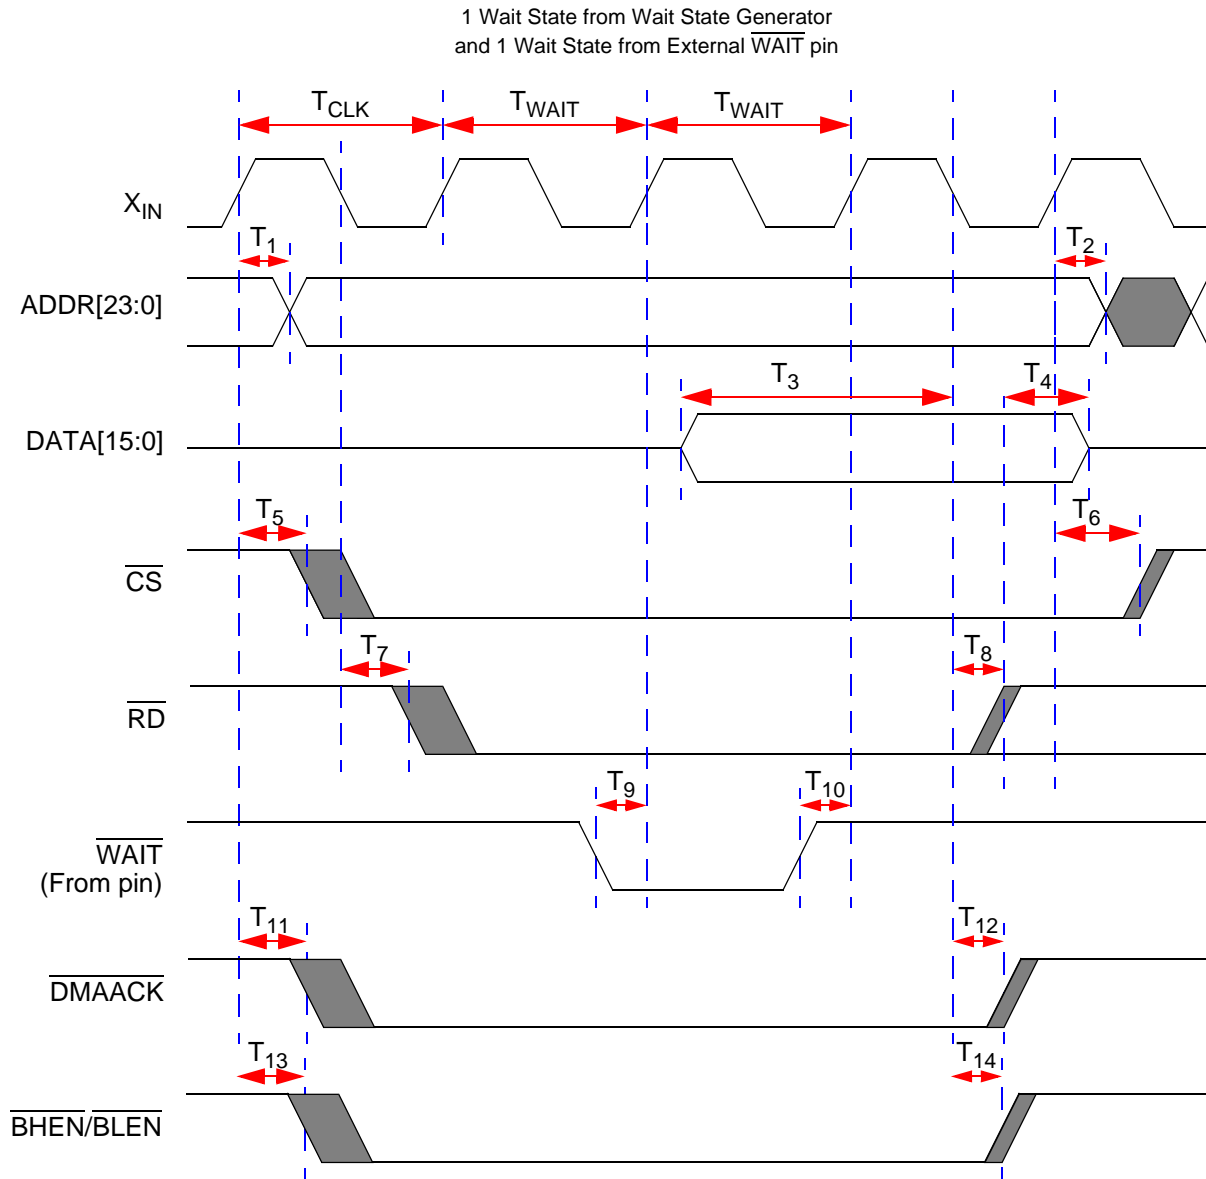 1 Wait State from Wait State Generator
and 1 Wait State from External WAIT pin
TCLK TWAIT TWAIT
XIN
T1 T2
ADDR[23:0]
T3 T4
DATA[15:0]
T5 T6
CS
T7 T8
RD
T9 T10
WAIT
(From pin)
T11 T12
DMAACK
T13 T14
BHEN/BLEN